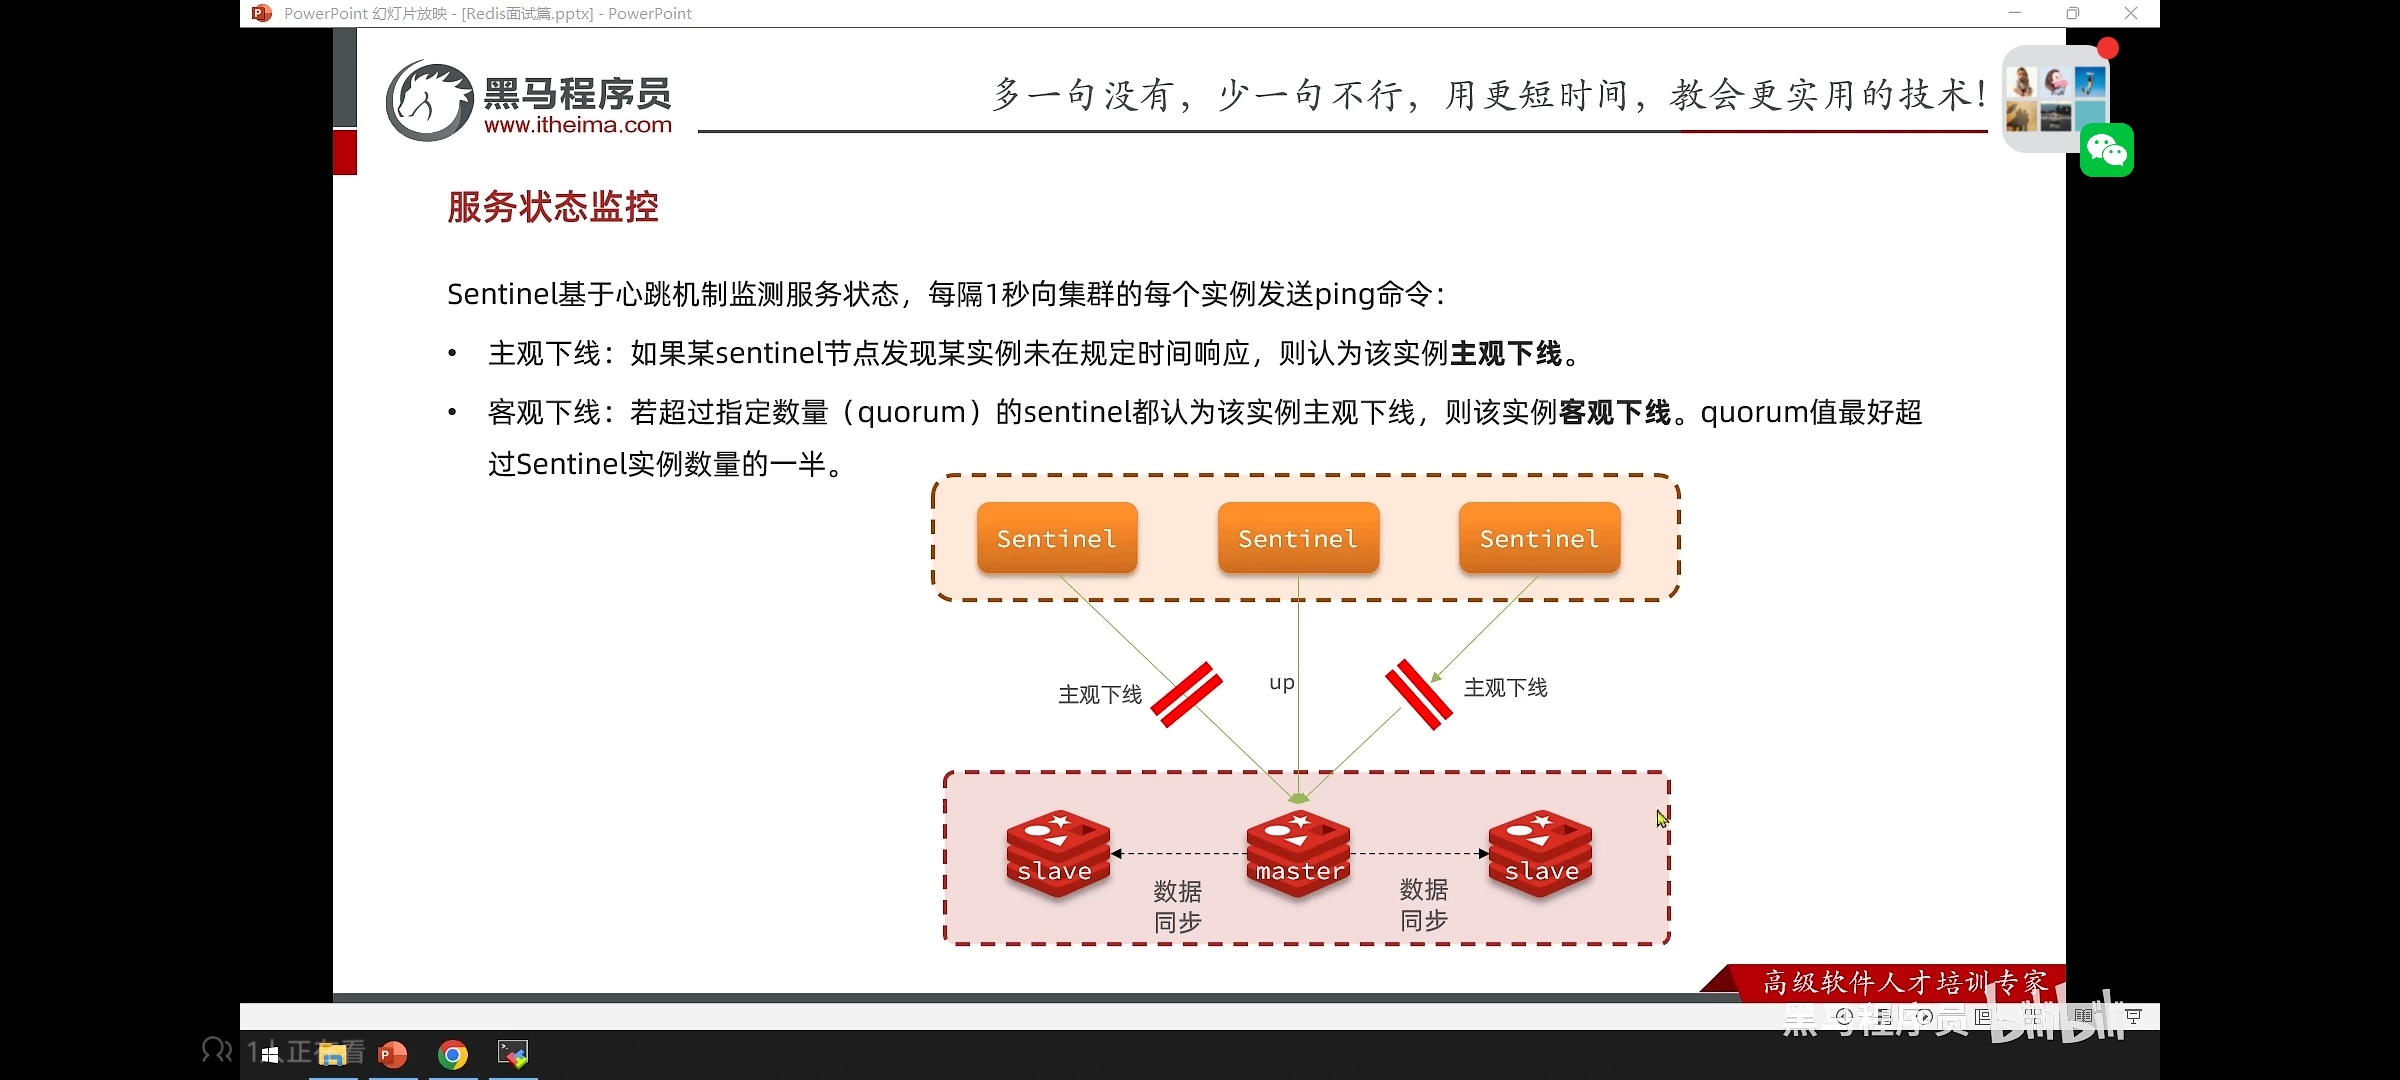 PowerPoint 幻灯片放映 - [Redis面试篇.pptx] - PowerPoint
黑马程序员
www.itheima.com
多一句没有，少一句不行，用更短时间，教会更实用的技术！
服务状态监控
Sentinel基于心跳机制监测服务状态，每隔1秒向集群的每个实例发送ping命令：
• 主观下线：如果某sentinel节点发现某实例未在规定时间响应，则认为该实例主观下线。
• 客观下线：若超过指定数量（quorum）的sentinel都认为该实例主观下线，则该实例客观下线。quorum值最好超
过Sentinel实例数量的一半。
Sentinel Sentinel Sentinel
主观下线 up 主观下线
slave master slave
数据
同步
数据
同步
高级软件人才培训专家
黑马程序员 bilibili
1人正在看